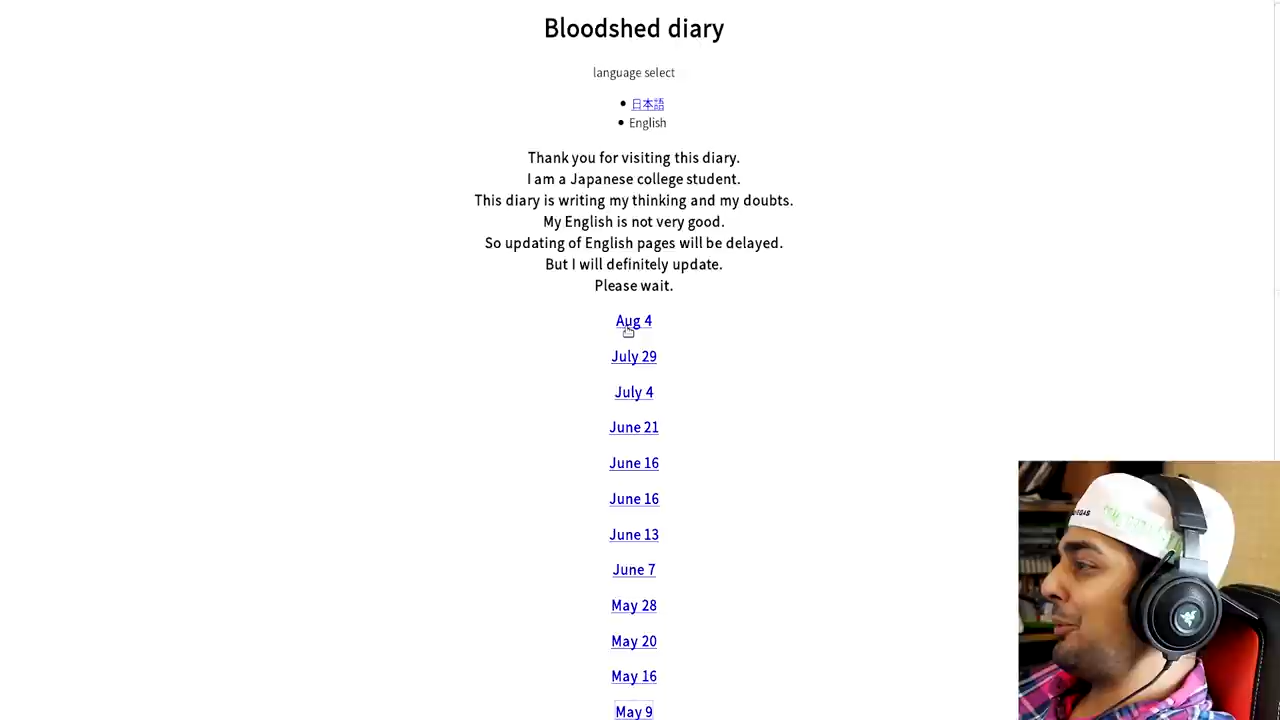 Bloodshed diary
language select
日本語
English
Thank you for visiting this diary.
I am a Japanese college student.
This diary is writing my thinking and my doubts.
My English is not very good.
So updating of English pages will be delayed.
But I will definitely update.
Please wait.
Aug 4
July 29
July 4
June 21
June 16
June 16
June 13
June 7
May 28
May 20
May 16
May 9